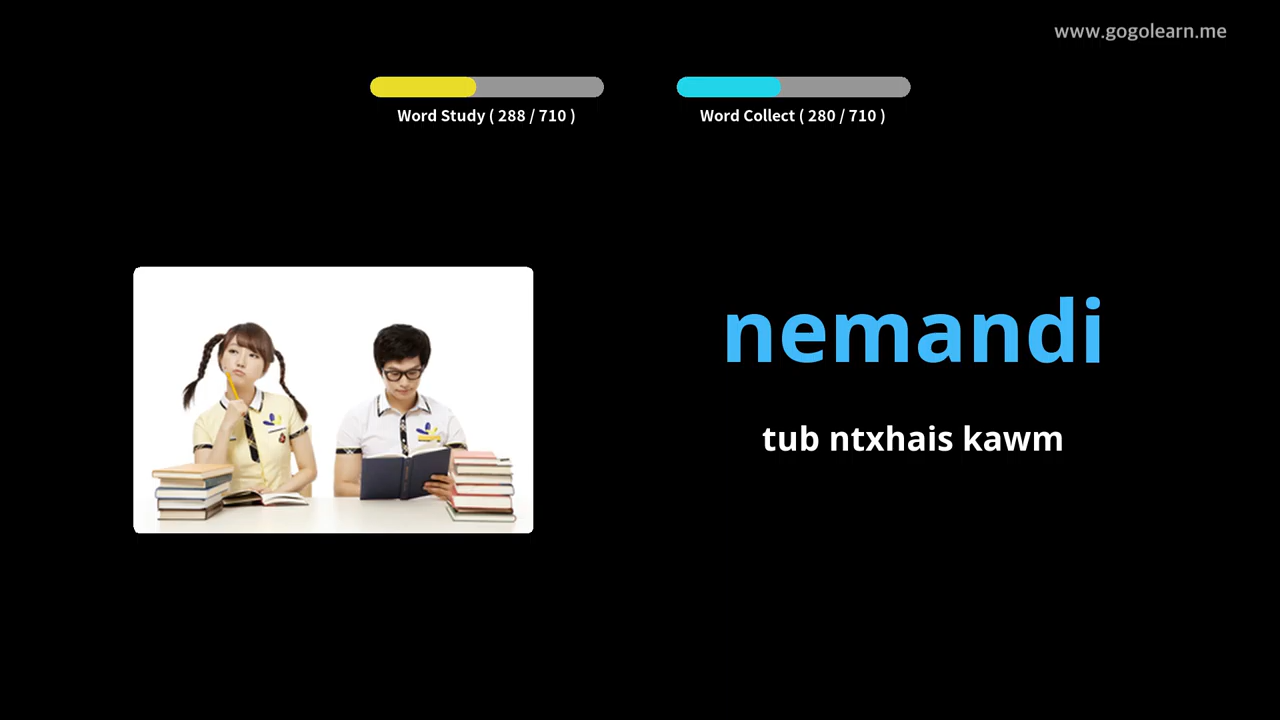 www.gogolearn.me
Word Study ( 288 / 710 )
Word Collect ( 280 / 710 )
nemandi
tub ntxhais kawm